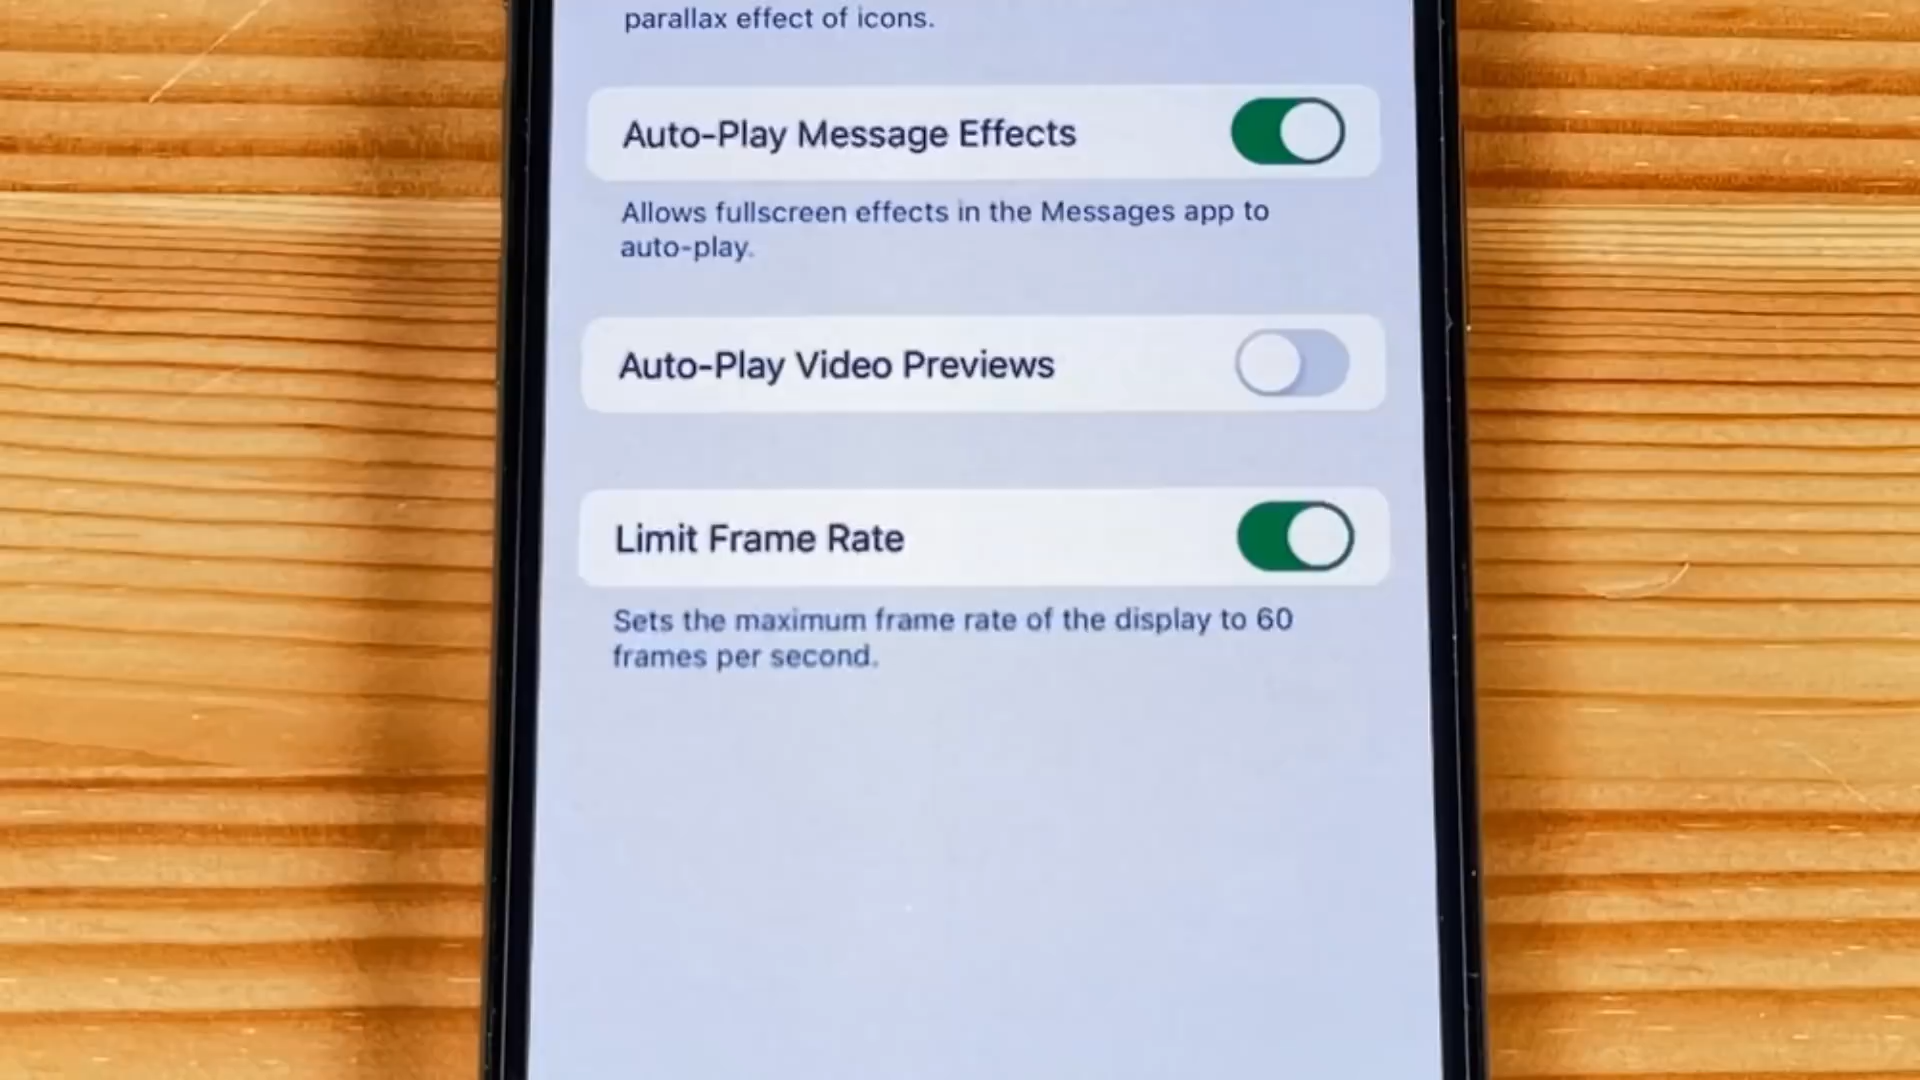 parallax effect of icons.
Auto-Play Message Effects
Allows fullscreen effects in the Messages app to
auto-play.
Auto-Play Video Previews
Limit Frame Rate
Sets the maximum frame rate of the display to 60
frames per second.